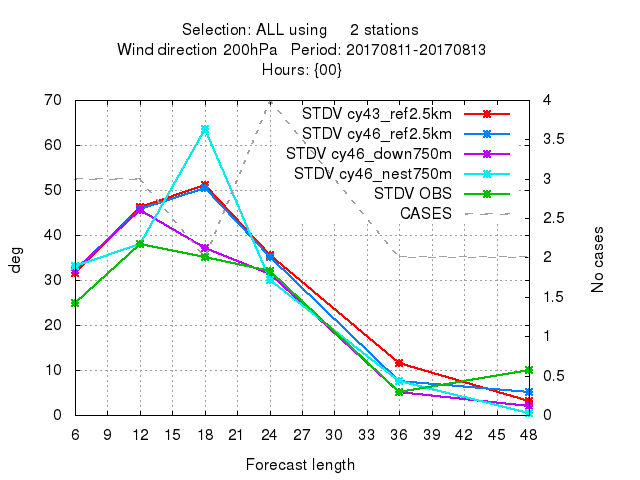 Selection: ALL using     2 stations
Wind direction 200hPa   Period: 20170811-20170813
Hours: {00}
70
60
50
40
30
20
10
0
deg
4
3.5
3
2.5
2
1.5
1
0.5
0
No cases
STDV cy43_ref2.5km
STDV cy46_ref2.5km
STDV cy46_down750m
STDV cy46_nest750m
STDV OBS
CASES
6 9 12 15 18 21 24 27 30 33 36 39 42 45 48
Forecast length